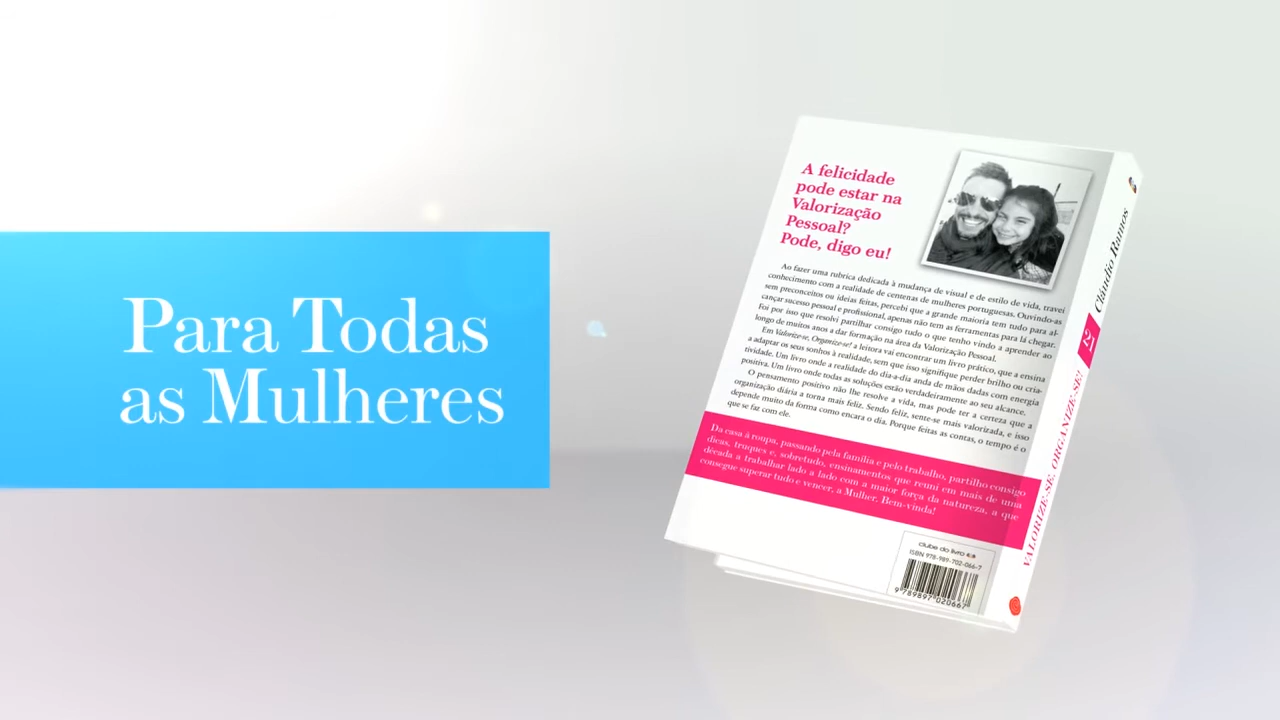 Para Todas
as Mulheres
A felicidade
pode estar na
Valorização
Pessoal?
Pode, digo eu!
Ao fazer uma rubrica dedicada à mudança de visual e de estilo de vida, travei
conhecimento com a realidade de centenas de mulheres portuguesas. Ouvindo-as
sem preconceitos ou ideias feitas, percebi que a grande maioria tem tudo para al-
cançar sucesso pessoal e profissional, apenas não tem as ferramentas para lá chegar.
Foi por isso que resolvi partilhar consigo tudo o que tenho vindo a aprender ao
longo de muitos anos a dar formação na área da Valorização Pessoal.
Em Valorize-se, Organize-se! a leitora vai encontrar um livro prático, que a ensina
a adaptar os seus sonhos à realidade, sem que isso signifique perder brilho ou cria-
tividade. Um livro onde a realidade do dia-a-dia anda de mãos dadas com energia
positiva. Um livro onde todas as soluções estão verdadeiramente ao seu alcance.
O pensamento positivo não lhe resolve a vida, mas pode ter a certeza que a
organização diária a torna mais feliz. Sendo feliz, sente-se mais valorizada, e isso
depende muito da forma como encara o dia. Porque feitas as contas, o tempo é o
que se faz com ele.
Da casa à roupa, passando pela família e pelo trabalho, partilho consigo
dicas, truques e, sobretudo, ensinamentos que reuni em mais de uma
década a trabalhar lado a lado com a maior força da natureza, a que
consegue superar tudo e vencer, a Mulher. Bem-vinda!
clube do livro
ISBN 978-989-702-066-7
9 789897 020667
Cláudio Ramos
12
VALORIZE-SE, ORGANIZE-SE!